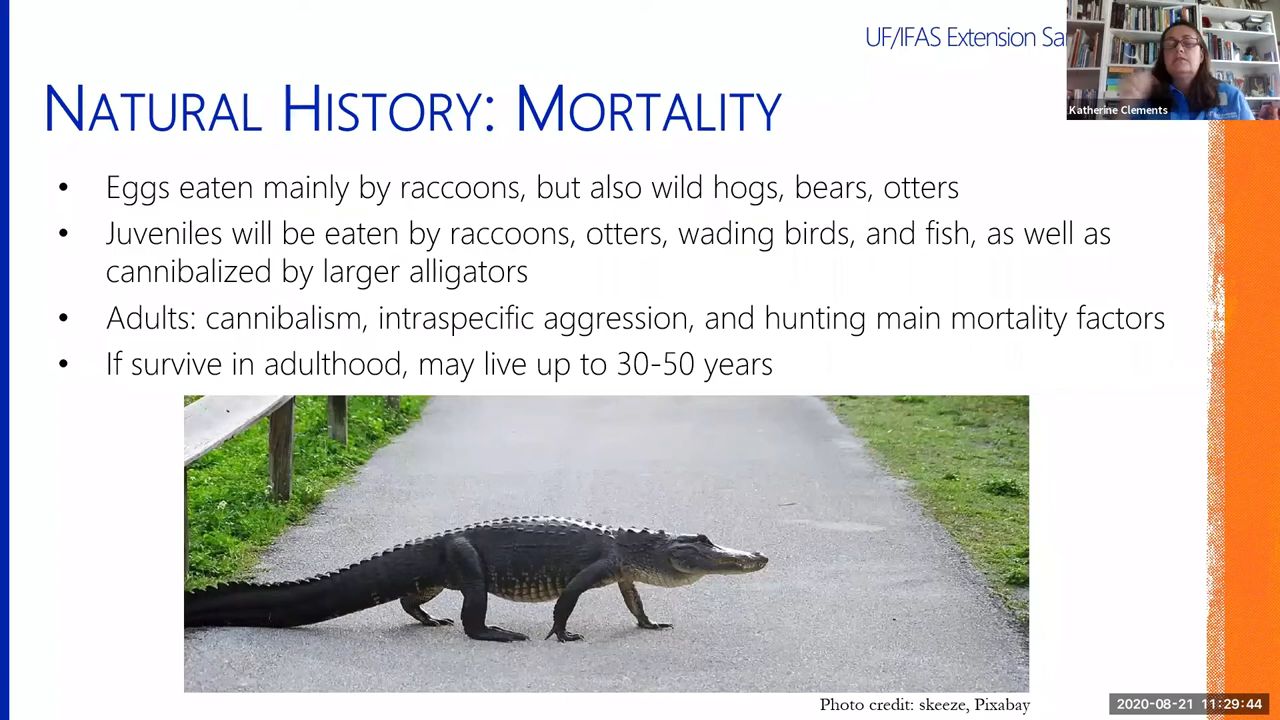 UF/IFAS Extension
Katherine Clements
NATURAL HISTORY: MORTALITY
• Eggs eaten mainly by raccoons, but also wild hogs, bears, otters
• Juveniles will be eaten by raccoons, otters, wading birds, and fish, as well as
cannibalized by larger alligators
• Adults: cannibalism, intraspecific aggression, and hunting main mortality factors
• If survive in adulthood, may live up to 30-50 years
Photo credit: skeeze, Pixabay
2020-08-21 11:29:44